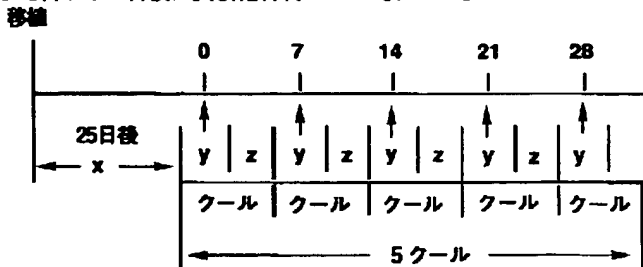 移植
0 7 14 21 28
25日後
x
y z y z y z y z y
クール クール クール クール クール
5クール